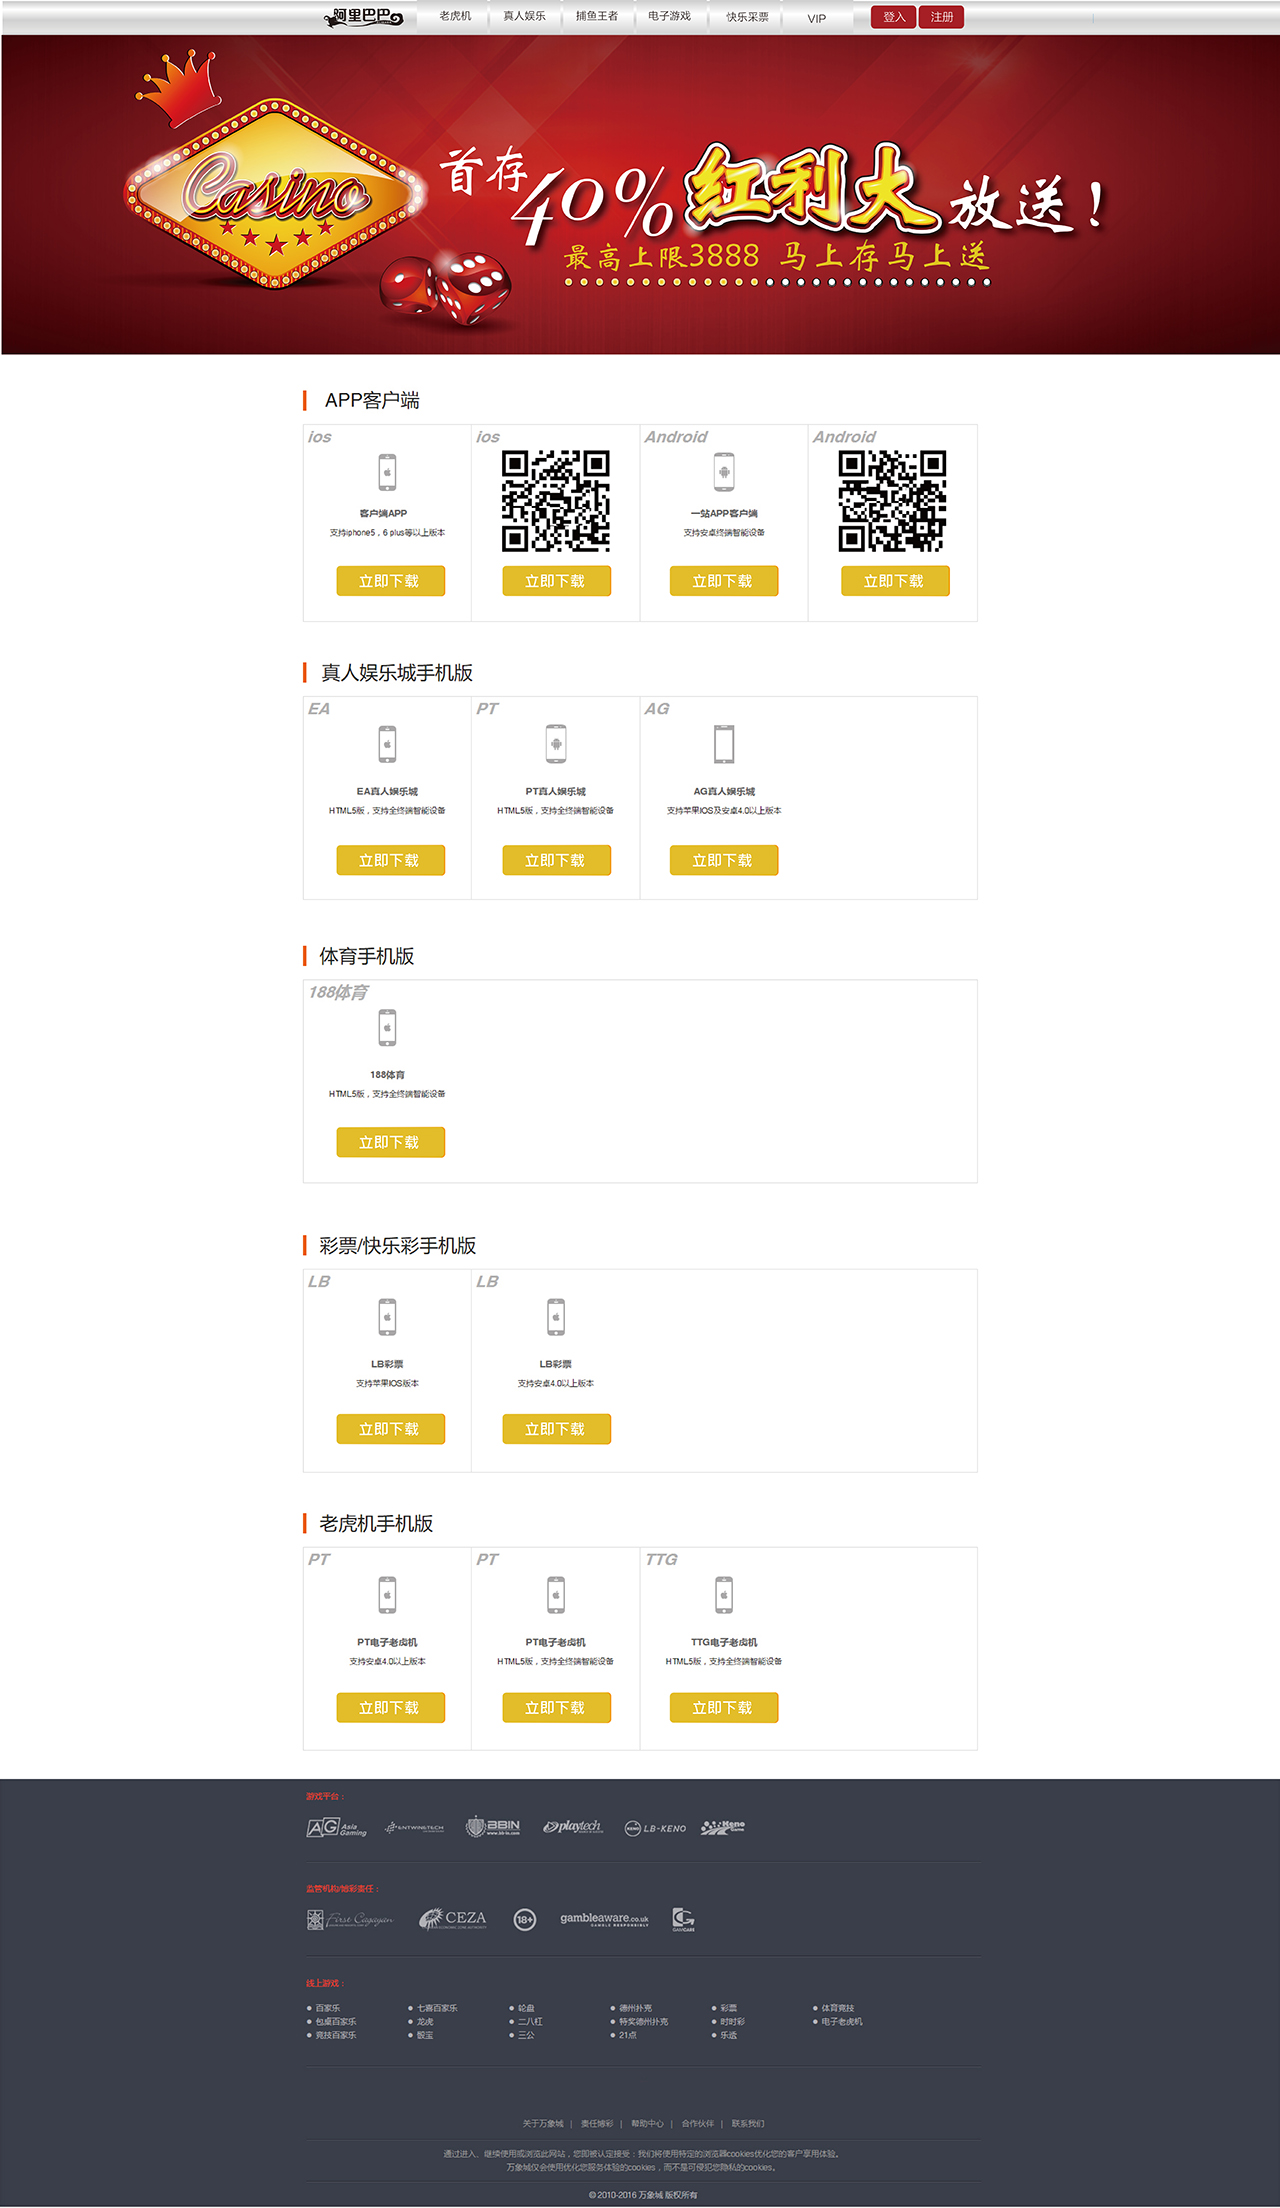 阿里巴巴 老虎机 真人娱乐 捕鱼王者 电子游戏 快乐采票 VIP 登入 注册
Casino
首存40%红利大放送！
最高上限3888 马上存马上送
APP客户端
ios ios Android Android
客户端APP 一站APP客户端
支持iphone5，6 plus等以上版本 支持安卓终端智能设备
立即下载 立即下载 立即下载 立即下载
真人娱乐城手机版
EA PT AG
EA真人娱乐城 PT真人娱乐城 AG真人娱乐城
HTML5版，支持全终端智能设备 HTML5版，支持全终端智能设备 支持苹果IOS及安卓4.0以上版本
立即下载 立即下载 立即下载
体育手机版
188体育
188体育
HTML5版，支持全终端智能设备
立即下载
彩票/快乐彩手机版
LB LB
LB彩票 LB彩票
支持苹果IOS版本 支持安卓4.0以上版本
立即下载 立即下载
老虎机手机版
PT PT TTG
PT电子老虎机 PT电子老虎机 TTG电子老虎机
支持安卓4.0以上版本 HTML5版，支持全终端智能设备 HTML5版，支持全终端智能设备
立即下载 立即下载 立即下载
游戏平台：
AG Asia Gaming ENTWINETECH BBIN www.bb-in.com playtech KENO LB-KENO Keno Game
监管机构/博彩责任：
First Cagayan CEZA 18+ gambleaware.co.uk GAMBLE RESPONSIBLY GAMCARE
线上游戏：
百家乐 七喜百家乐 轮盘 德州扑克 彩票 体育竞技
包桌百家乐 龙虎 二八杠 特奖德州扑克 时时彩 电子老虎机
竞技百家乐 骰宝 三公 21点 乐透
关于万象城 | 责任博彩 | 帮助中心 | 合作伙伴 | 联系我们
通过进入、继续使用或浏览此网站，您即被认定接受：我们将使用特定的浏览器cookies优化您的客户享用体验。
万象城仅会使用优化您服务体验的cookies，而不是可侵犯您隐私的cookies。
© 2010-2016 万象城 版权所有